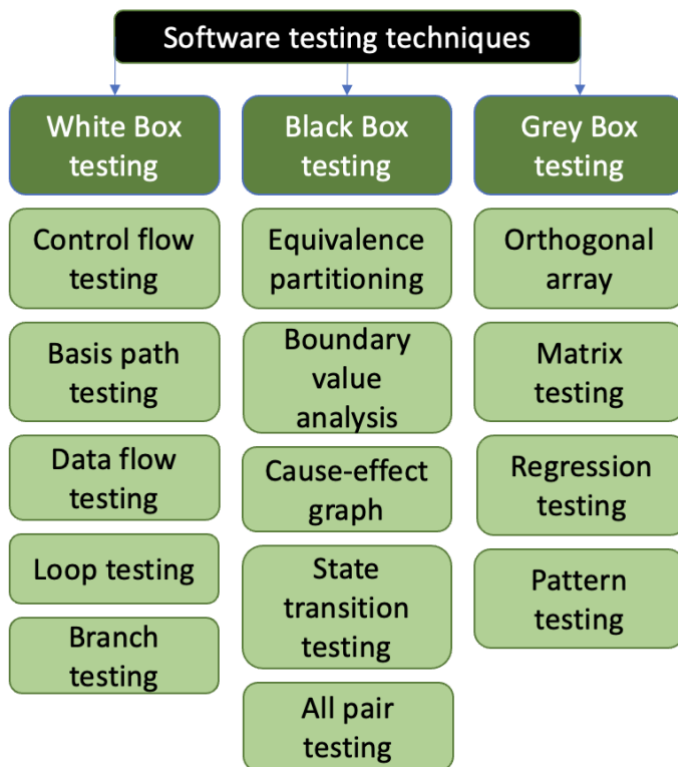 Software testing techniques
White Box
testing
Black Box
testing
Grey Box
testing
Control flow
testing
Basis path
testing
Data flow
testing
Loop testing
Branch
testing
Equivalence
partitioning
Boundary
value
analysis
Cause-effect
graph
State
transition
testing
All pair
testing
Orthogonal
array
Matrix
testing
Regression
testing
Pattern
testing